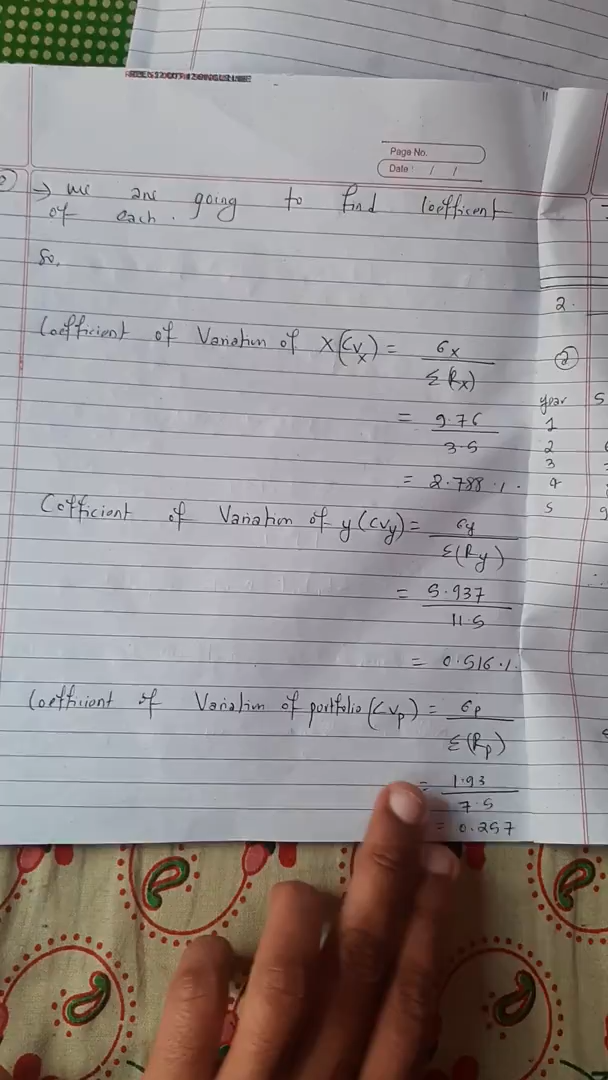 Page No.
Date : / /
→ we are going to find coefficient
of each.
So,
Coefficient of Variation of X(CVx) = σx
Σ(Rx)
= 9.76
3.5
= 2.788 %.
Cofficient of Variation of y(CVy) = σy
Σ(Ry)
= 5.937
11.5
= 0.516 %.
Coefficient of Variation of portfolio(CVp) = σp
Σ(Rp)
= 1.93
7.5
= 0.257
11
2.
②
year S
1
2
3
4
5